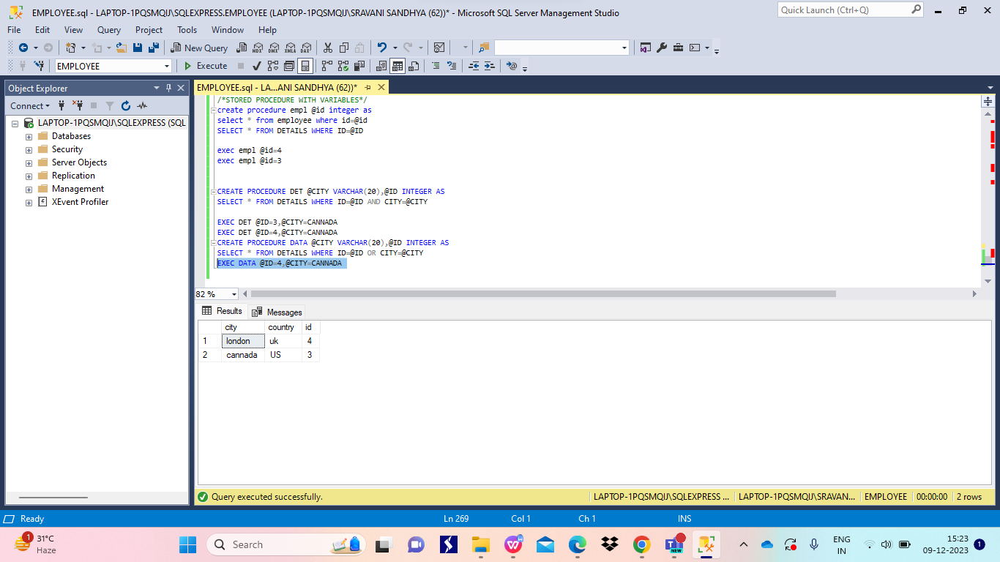 EMPLOYEE.sql - LAPTOP-1PQSMQIJ\SQLEXPRESS.EMPLOYEE (LAPTOP-1PQSMQIJ\SRAVANI SANDHYA (62))* - Microsoft SQL Server Management Studio
Quick Launch (Ctrl+Q)
File Edit View Query Project Tools Window Help
New Query MDX DMX XMLA DAX
EMPLOYEE Execute
Object Explorer
Connect
LAPTOP-1PQSMQIJ\SQLEXPRESS (SQL
Databases
Security
Server Objects
Replication
Management
XEvent Profiler
EMPLOYEE.sql - LA...ANI SANDHYA (62))*
/*STORED PROCEDURE WITH VARIABLES*/
create procedure empl @id integer as
select * from employee where id=@id
SELECT * FROM DETAILS WHERE ID=@ID
exec empl @id=4
exec empl @id=3
CREATE PROCEDURE DET @CITY VARCHAR(20),@ID INTEGER AS
SELECT * FROM DETAILS WHERE ID=@ID AND CITY=@CITY
EXEC DET @ID=3,@CITY=CANNADA
EXEC DET @ID=4,@CITY=CANNADA
CREATE PROCEDURE DATA @CITY VARCHAR(20),@ID INTEGER AS
SELECT * FROM DETAILS WHERE ID=@ID OR CITY=@CITY
EXEC DATA @ID=4,@CITY=CANNADA
82 %
Results Messages
city country id
1 london uk 4
2 cannada US 3
Query executed successfully. LAPTOP-1PQSMQIJ\SQLEXPRESS ... LAPTOP-1PQSMQIJ\SRAVAN... EMPLOYEE 00:00:00 2 rows
Ready Ln 269 Col 1 Ch 1 INS
1 31°C
Haze
Search
NEW
ENG
IN
15:23
09-12-2023
1